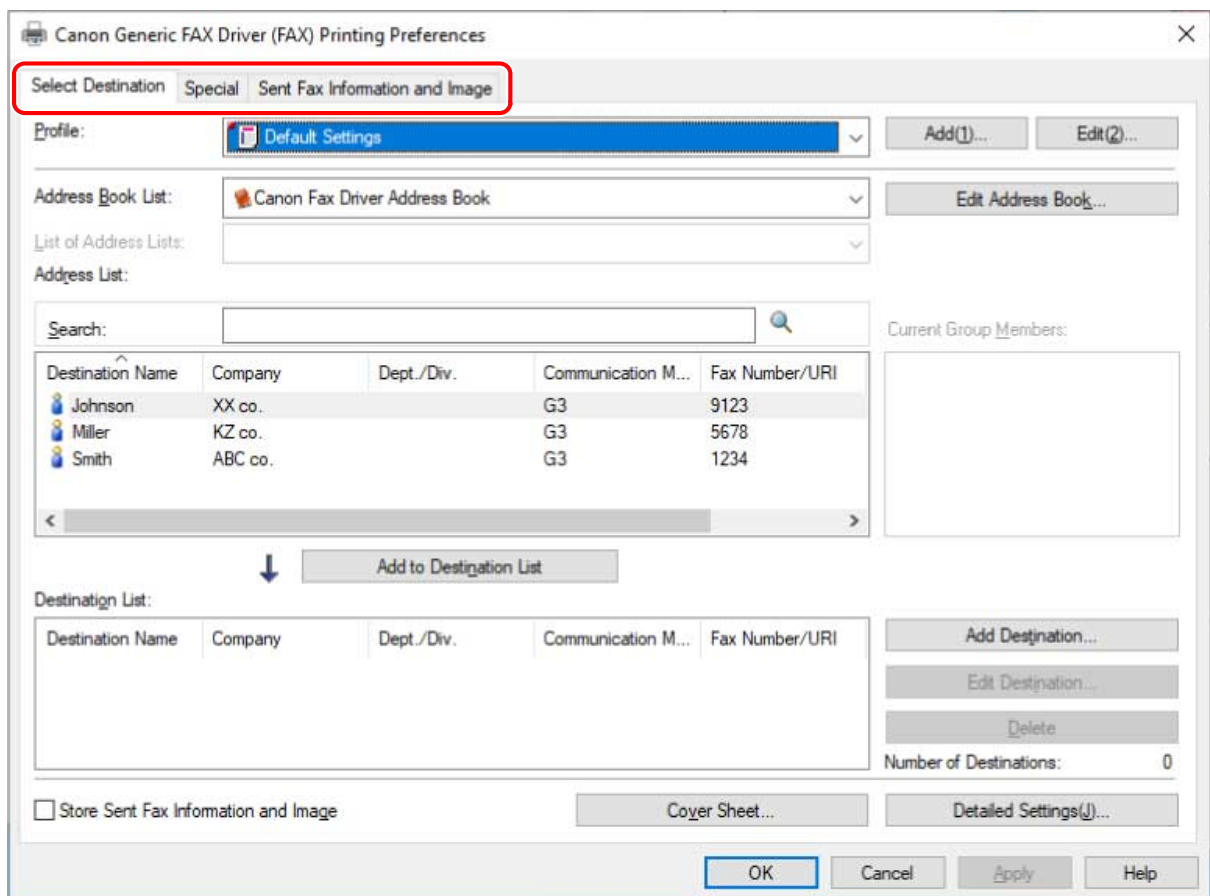 Canon Generic FAX Driver (FAX) Printing Preferences
Select Destination Special Sent Fax Information and Image
Profile: Default Settings Add(1)... Edit(2)...
Address Book List: Canon Fax Driver Address Book Edit Address Book...
List of Address Lists:
Address List:
Search: Current Group Members:
Destination Name Company Dept./Div. Communication M... Fax Number/URI
Johnson XX co. G3 9123
Miller KZ co. G3 5678
Smith ABC co. G3 1234
Add to Destination List
Destination List:
Destination Name Company Dept./Div. Communication M... Fax Number/URI Add Destination...
Edit Destination...
Delete
Number of Destinations: 0
Store Sent Fax Information and Image Cover Sheet... Detailed Settings(J)...
OK Cancel Apply Help